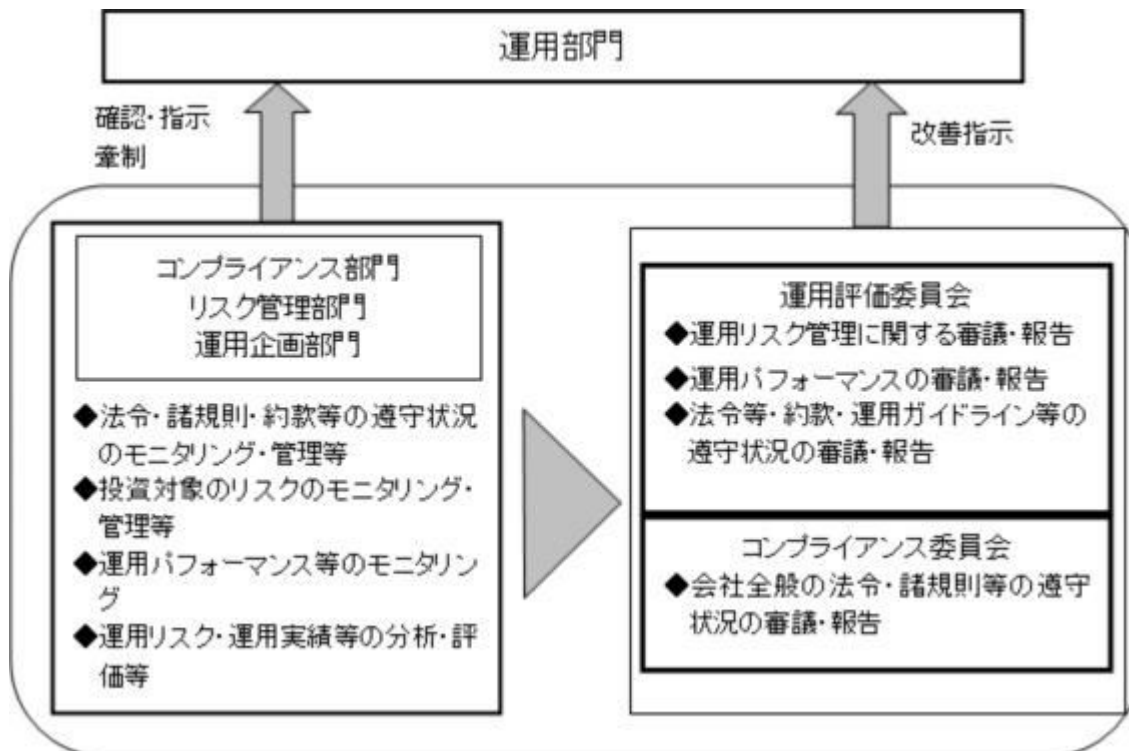 運用部門
確認・指示
牽制
改善指示
コンプライアンス部門
リスク管理部門
運用企画部門
◆法令・諸規則・約款等の遵守状況
のモニタリング・管理等
◆投資対象のリスクのモニタリング・
管理等
◆運用パフォーマンス等のモニタリン
グ
◆運用リスク・運用実績等の分析・評
価等
運用評価委員会
◆運用リスク管理に関する審議・報告
◆運用パフォーマンスの審議・報告
◆法令等・約款・運用ガイドライン等の
遵守状況の審議・報告
コンプライアンス委員会
◆会社全般の法令・諸規則等の遵守
状況の審議・報告